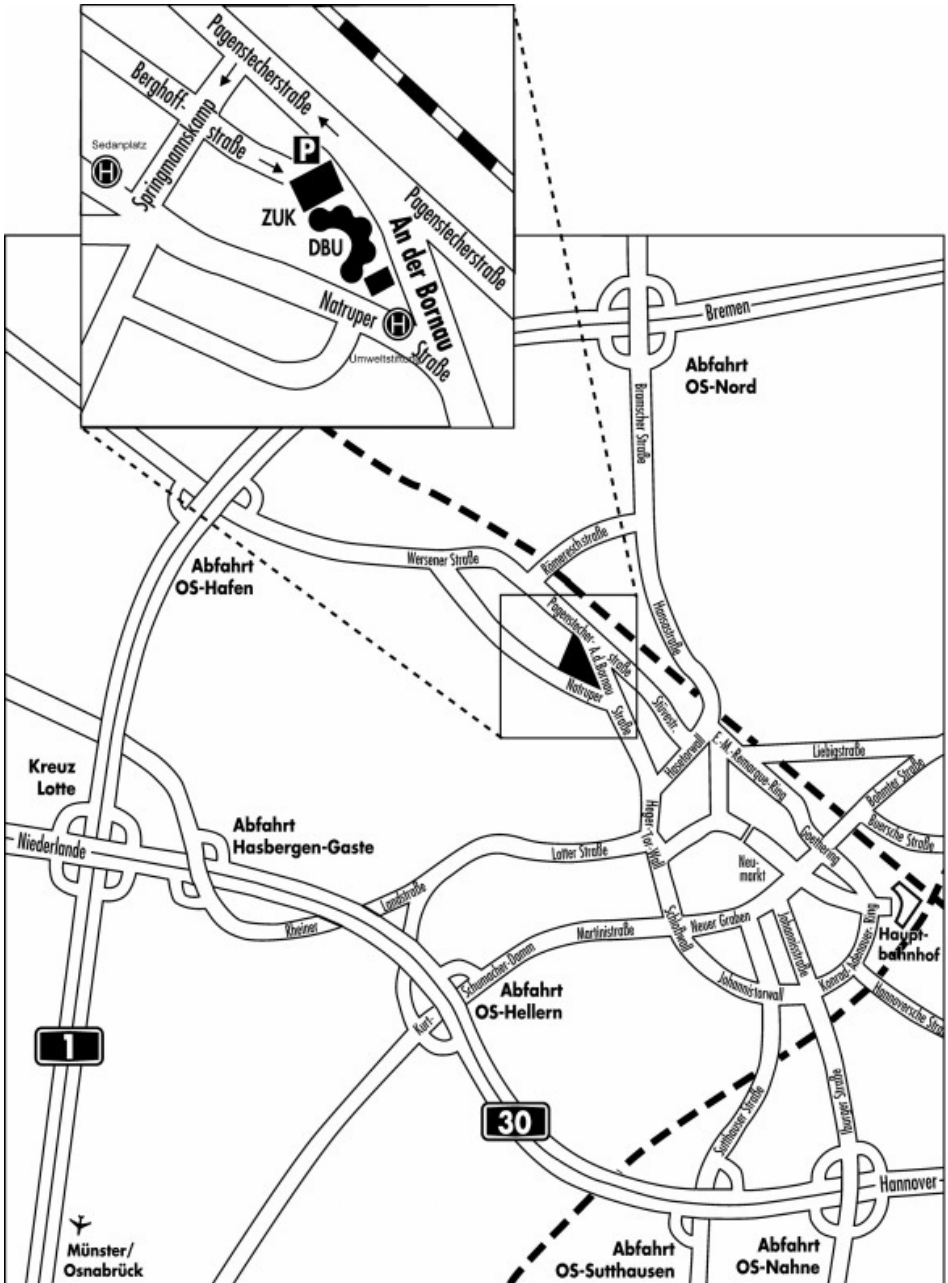 Pagenstecherstraße
Berghoff-
straße
Springmannskamp
Sedanplatz
H
P
ZUK
DBU
An der Bornau
Pagenstecherstraße
Natruper
H
Straße
Umweltstiftung
Bremen
Abfahrt
OS-Nord
Bramscher Straße
Abfahrt
OS-Hafen
Wersener Straße
Römereschstraße
Hansastraße
Pagenstecher-
straße
A.d.Bornau
Natruper
Straße
Stüvestr.
Hasetorwall
E.-M.-Remarque-Ring
Liebigstraße
Bohmter Straße
Buersche Straße
Goethering
Kreuz
Lotte
Niederlande
Abfahrt
Hasbergen-Gaste
Heger-Tor-Wall
Lotter Straße
Neu-
markt
Rheiner
Landstraße
Schloßwall
Neuer Graben
Martinistraße
Johannisstraße
Konrad-Adenauer-Ring
Haupt-
bahnhof
Hannoversche Stra
Johannistorwall
Kurt-
Schumacher-Damm
Abfahrt
OS-Hellern
1
30
Sutthauser Straße
Iburger Straße
Hannover
Münster/
Osnabrück
Abfahrt
OS-Sutthausen
Abfahrt
OS-Nahne